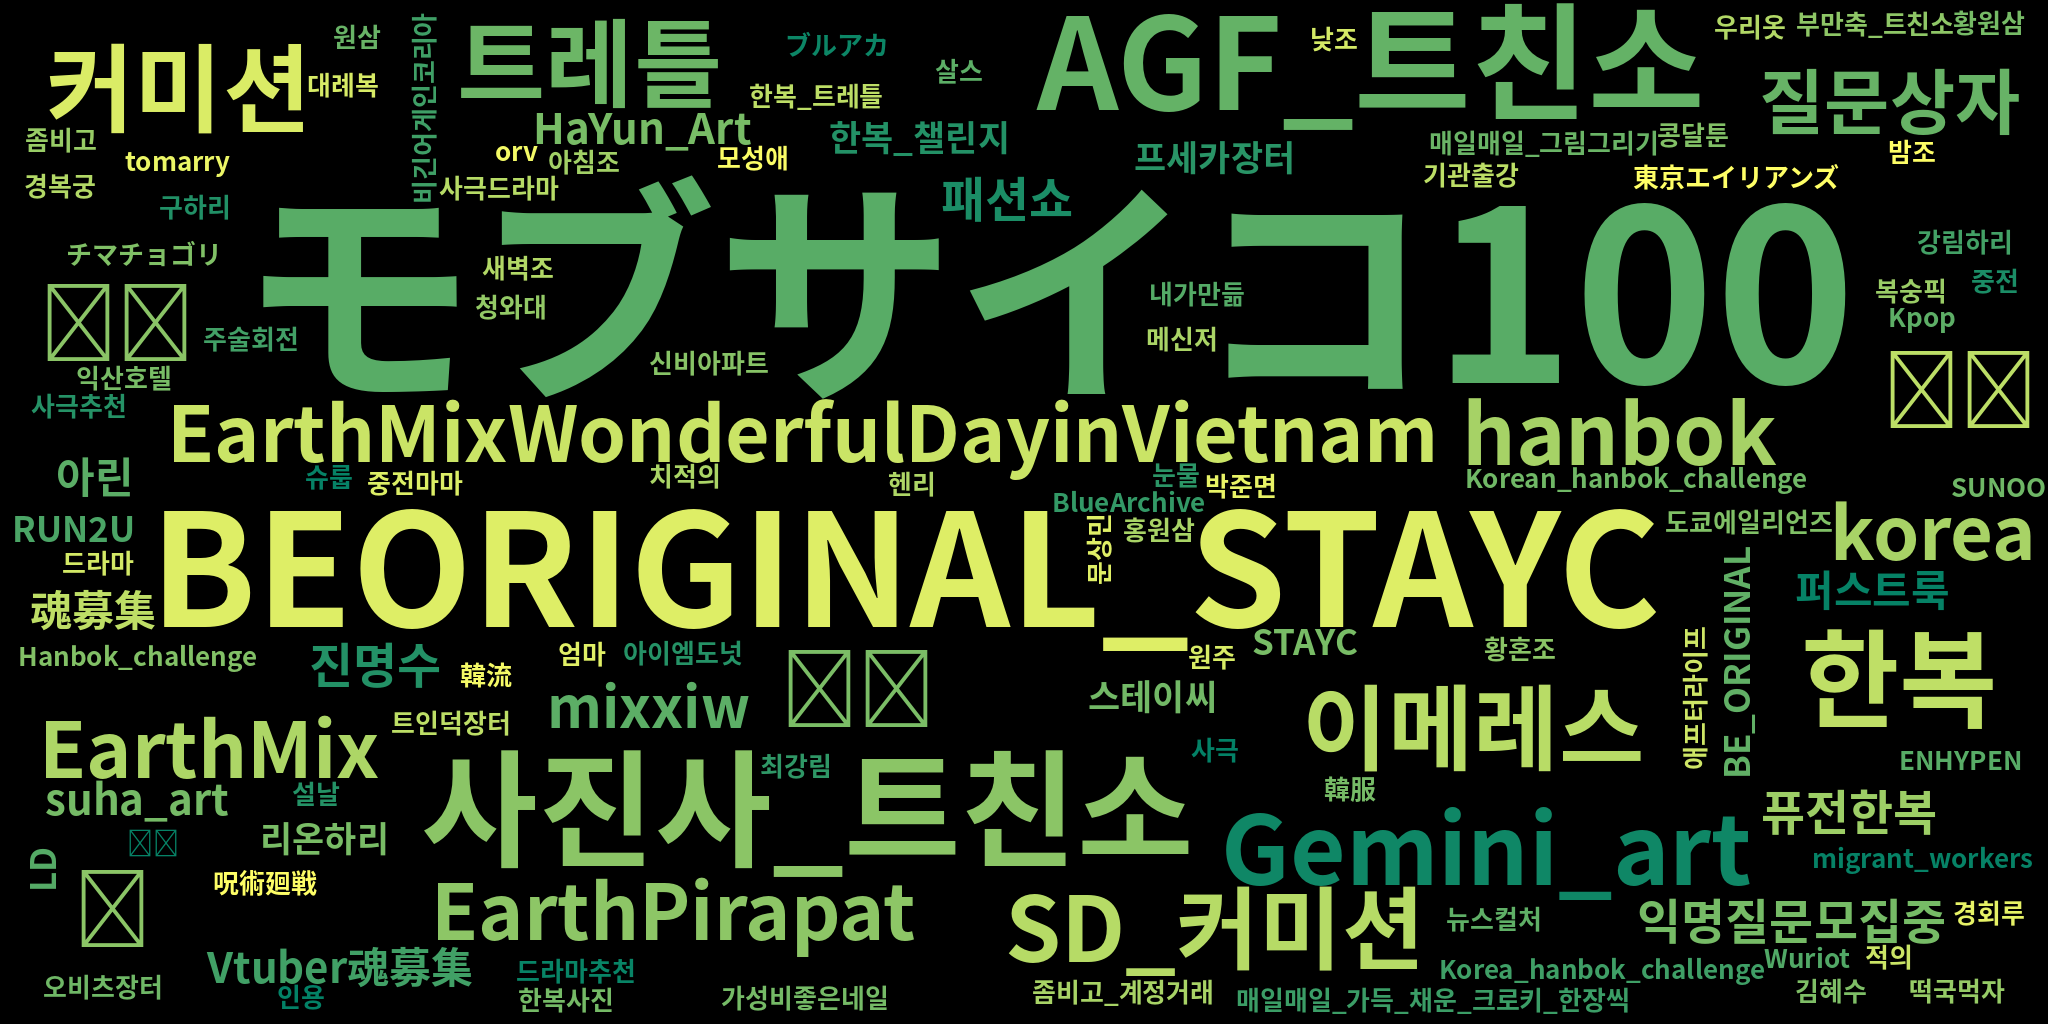 원삼
비긴어게인코리아
트레틀
ブルアカ
AGF_트친소
낮조
우리옷
부만축_트친소황원삼
커미션
대례복
한복_트레틀
살스
질문상자
좀비고
tomarry
HaYun_Art
orv
아침조
모성애
한복_챌린지
프세카장터
매일매일_그림그리기
콩달툰
밤조
경복궁
구하리
사극드라마
패션쇼
기관출강
東京エイリアンズ
モブサイコ100
チマチョゴリ
새벽조
강림하리
청와대
내가만듦
복숭픽
중전
주술회전
신비아파트
메신저
Kpop
익산호텔
사극추천
EarthMixWonderfulDayinVietnam
hanbok
아린
슈룹
중전마마
치적의
헨리
눈물
박준면
Korean_hanbok_challenge
SUNOO
RUN2U
BlueArchive
문상민
홍원삼
도쿄에일리언즈
korea
드라마
BEORIGINAL_STAYC
BE_ORIGINAL
퍼스트룩
魂募集
Hanbok_challenge
진명수
韓流
엄마
아이엠도넛
원주
STAYC
황혼조
애프터라이프
한복
mixxiw
스테이씨
이메레스
EarthMix
트인덕장터
최강림
사극
ENHYPEN
suha_art
설날
사진사_트친소
韓服
리온하리
Gemini_art
퓨전한복
LD
呪術廻戦
migrant_workers
EarthPirapat
SD_커미션
뉴스컬처
익명질문모집중
경회루
Vtuber魂募集
드라마추천
Korea_hanbok_challenge
Wuriot
적의
오비츠장터
인용
한복사진
가성비좋은네일
좀비고_계정거래
매일매일_가득_채운_크로키_한장씩
김혜수
떡국먹자